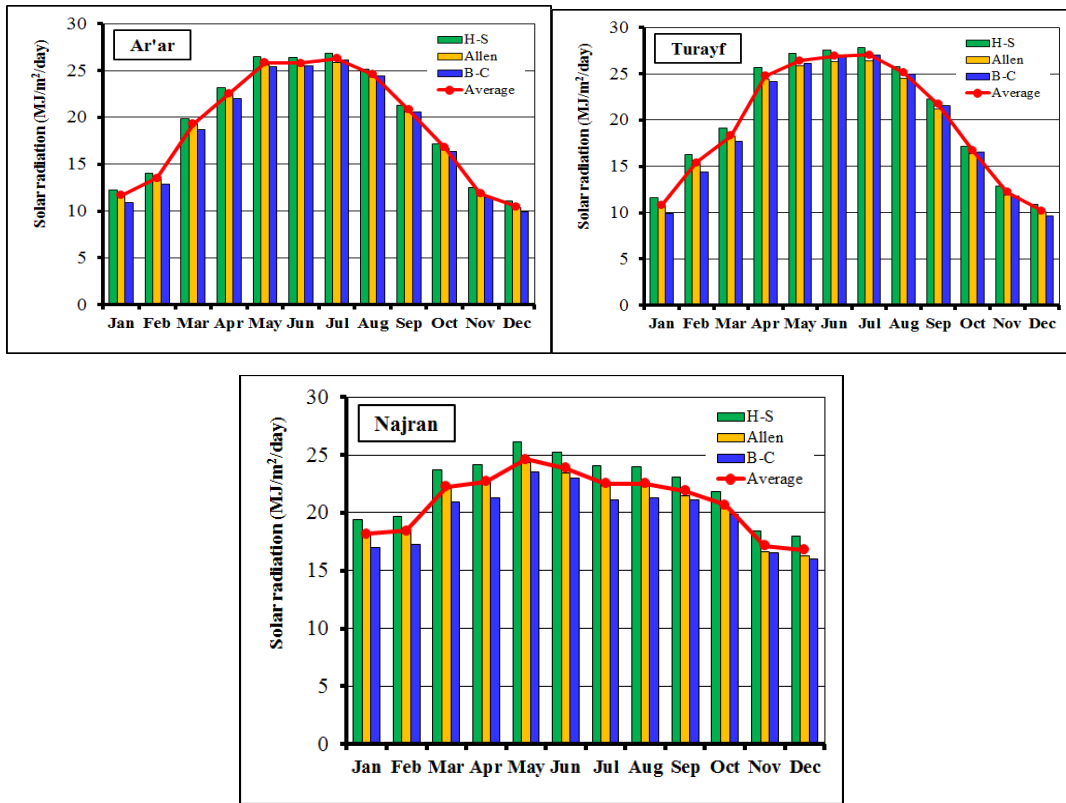 Ar'ar
Solar radiation (MJ/m²/day)
30
25
20
15
10
5
0
H-S
Allen
B-C
Average
Jan Feb Mar Apr May Jun Jul Aug Sep Oct Nov Dec
Turayf
Solar radiation (MJ/m²/day)
30
25
20
15
10
5
0
H-S
Allen
B-C
Average
Jan Feb Mar Apr May Jun Jul Aug Sep Oct Nov Dec
Najran
Solar radiation (MJ/m²/day)
30
25
20
15
10
5
0
H-S
Allen
B-C
Average
Jan Feb Mar Apr May Jun Jul Aug Sep Oct Nov Dec